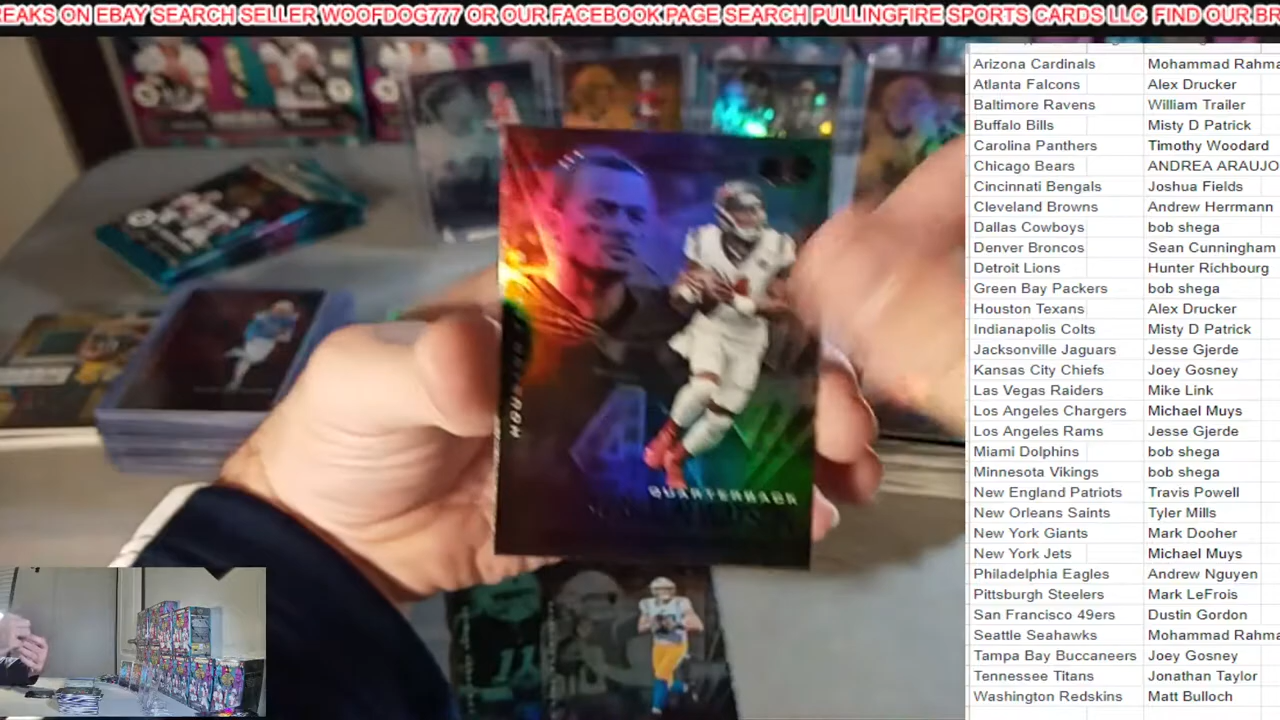 REAKS ON EBAY SEARCH SELLER WOOFDOG777 OR OUR FACEBOOK PAGE SEARCH PULLINGFIRE SPORTS CARDS LLC FIND OUR BR
Arizona Cardinals Mohammad Rahma
Atlanta Falcons Alex Drucker
Baltimore Ravens William Trailer
Buffalo Bills Misty D Patrick
Carolina Panthers Timothy Woodard
Chicago Bears ANDREA ARAUJO
Cincinnati Bengals Joshua Fields
Cleveland Browns Andrew Herrmann
Dallas Cowboys bob shega
Denver Broncos Sean Cunningham
Detroit Lions Hunter Richbourg
Green Bay Packers bob shega
Houston Texans Alex Drucker
Indianapolis Colts Misty D Patrick
Jacksonville Jaguars Jesse Gjerde
Kansas City Chiefs Joey Gosney
Las Vegas Raiders Mike Link
Los Angeles Chargers Michael Muys
Los Angeles Rams Jesse Gjerde
Miami Dolphins bob shega
Minnesota Vikings bob shega
New England Patriots Travis Powell
New Orleans Saints Tyler Mills
New York Giants Mark Dooher
New York Jets Michael Muys
Philadelphia Eagles Andrew Nguyen
Pittsburgh Steelers Mark LeFrois
San Francisco 49ers Dustin Gordon
Seattle Seahawks Mohammad Rahma
Tampa Bay Buccaneers Joey Gosney
Tennessee Titans Jonathan Taylor
Washington Redskins Matt Bulloch
4
QUARTERBACK
11